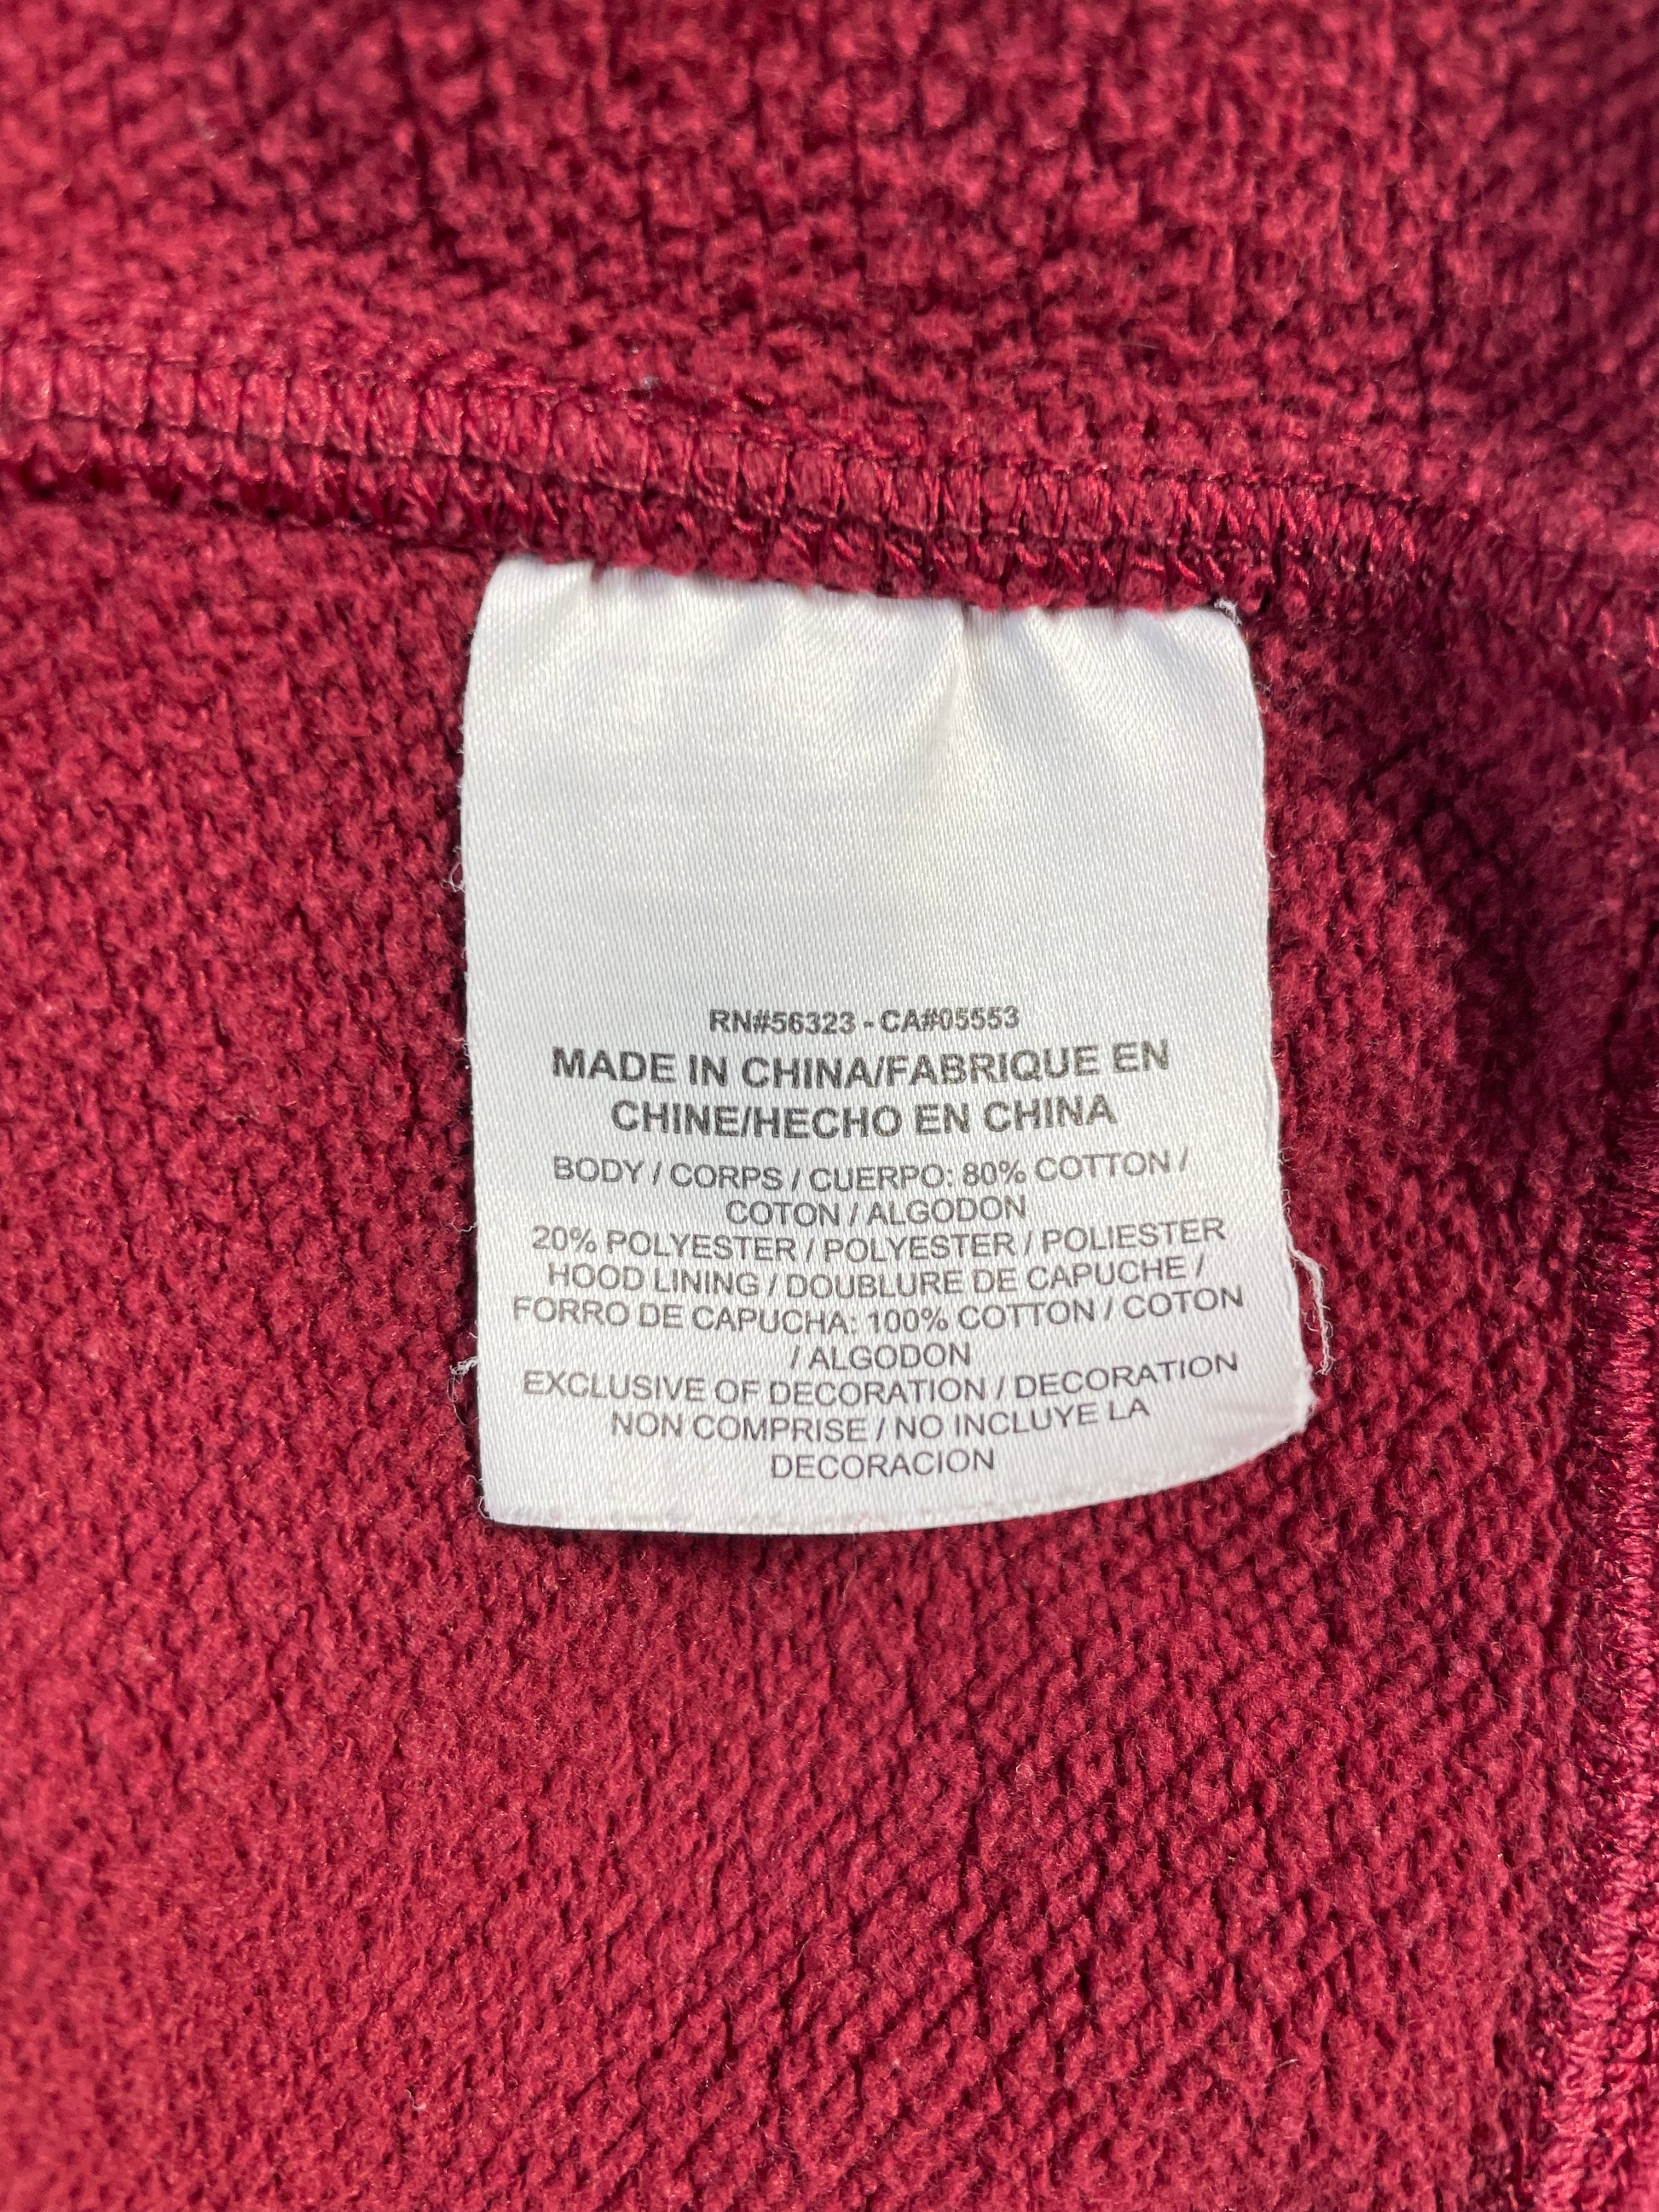 RN#56323 - CA#05553
MADE IN CHINA/FABRIQUE EN
CHINE/HECHO EN CHINA
BODY / CORPS / CUERPO: 80% COTTON /
COTON / ALGODON
20% POLYESTER / POLYESTER / POLIESTER
HOOD LINING / DOUBLURE DE CAPUCHE /
FORRO DE CAPUCHA: 100% COTTON / COTON
/ ALGODON
EXCLUSIVE OF DECORATION / DECORATION
NON COMPRISE / NO INCLUYE LA
DECORACION